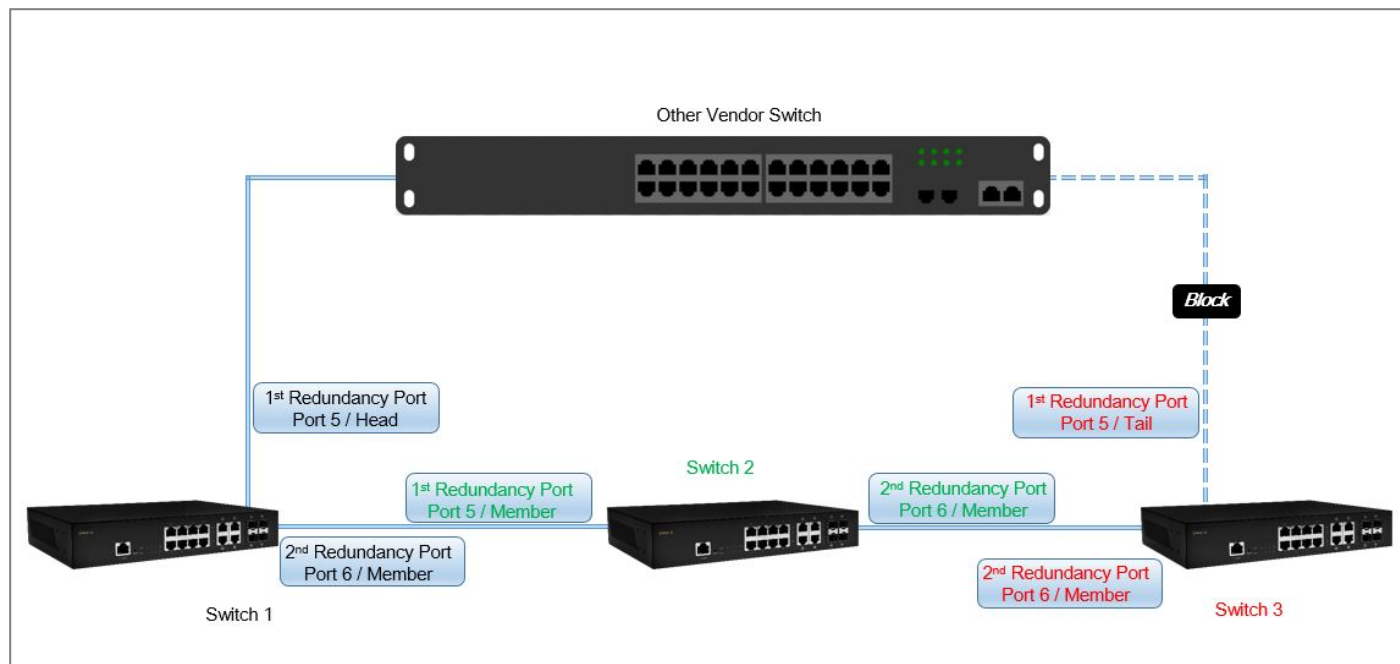 Other Vendor Switch
Block
1st Redundancy Port
Port 5 / Head
1st Redundancy Port
Port 5 / Tail
Switch 2
1st Redundancy Port
Port 5 / Member
2nd Redundancy Port
Port 6 / Member
2nd Redundancy Port
Port 6 / Member
2nd Redundancy Port
Port 6 / Member
Switch 1
Switch 3